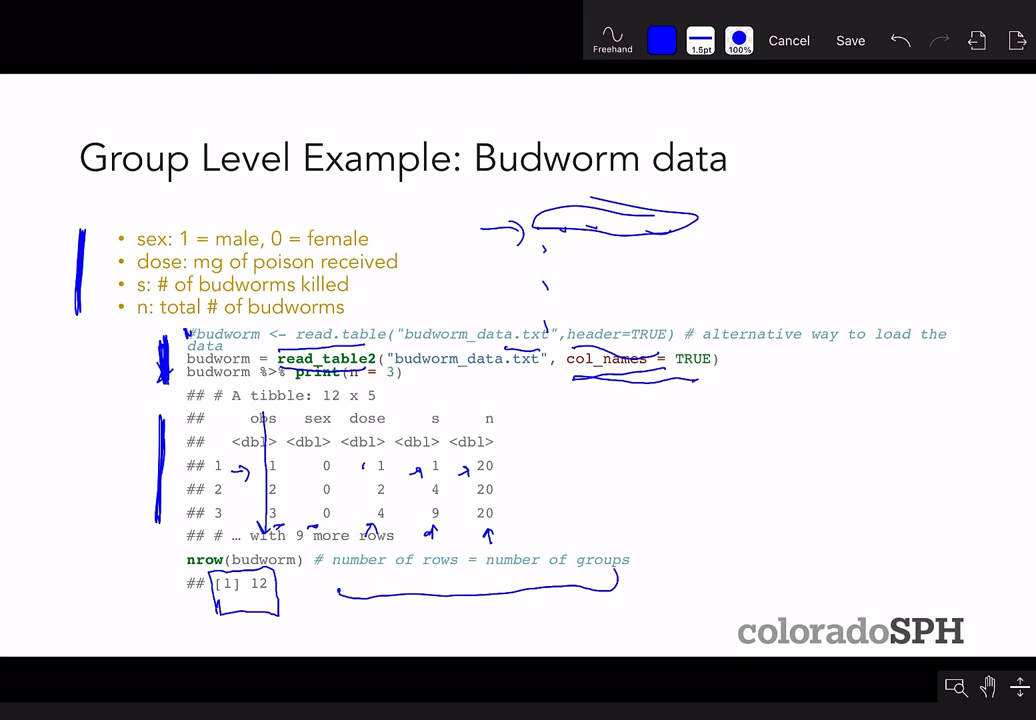 Freehand
1.5pt
100%
Cancel
Save
Group Level Example: Budworm data
• sex: 1 = male, 0 = female
• dose: mg of poison received
• s: # of budworms killed
• n: total # of budworms
#budworm <- read.table("budworm_data.txt",header=TRUE) # alternative way to load the
data
budworm = read_table2("budworm_data.txt", col_names = TRUE)
budworm %>% print(n = 3)
## # A tibble: 12 x 5
## obs sex dose s n
## <dbl> <dbl> <dbl> <dbl> <dbl>
## 1 1 0 1 1 20
## 2 2 0 2 4 20
## 3 3 0 4 9 20
## # … with 9 more rows
nrow(budworm) # number of rows = number of groups
## [1] 12
coloradoSPH